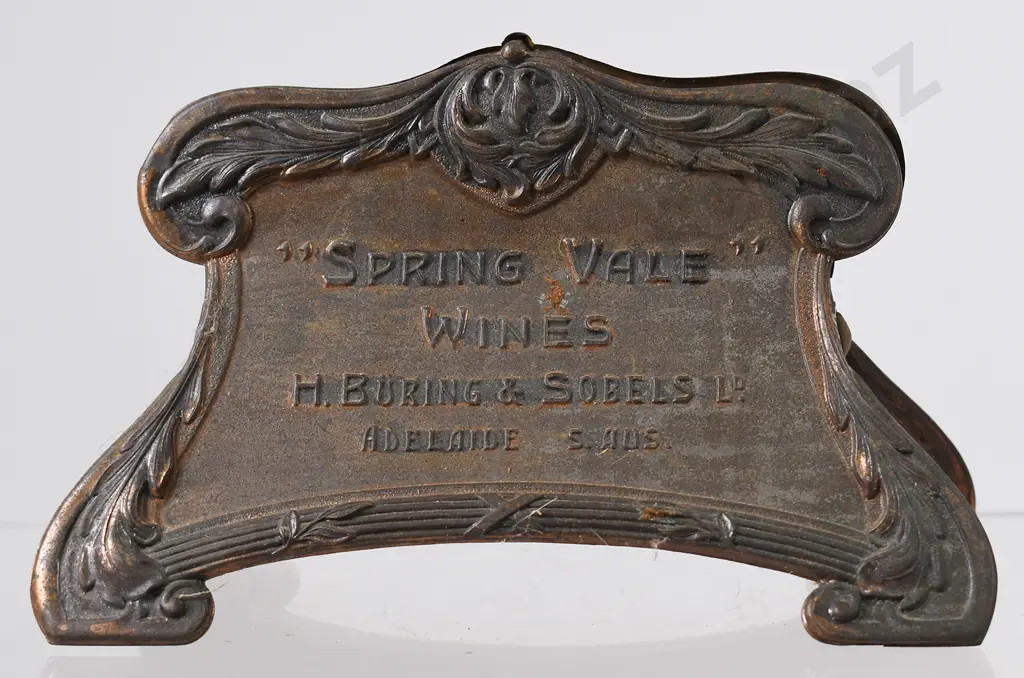 "SPRING VALE"
WINES
H. BÜRING & SOBELS LD.
ADELAIDE S. AUS.